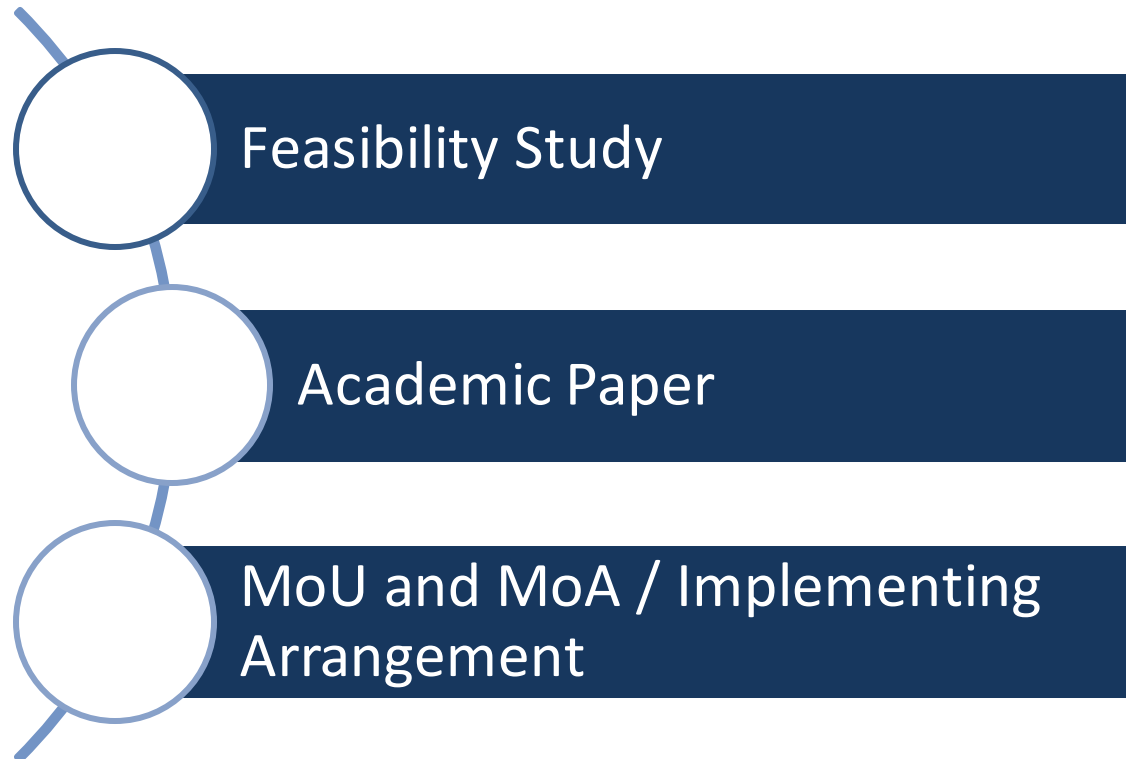 Feasibility Study
Academic Paper
MoU and MoA / Implementing
Arrangement